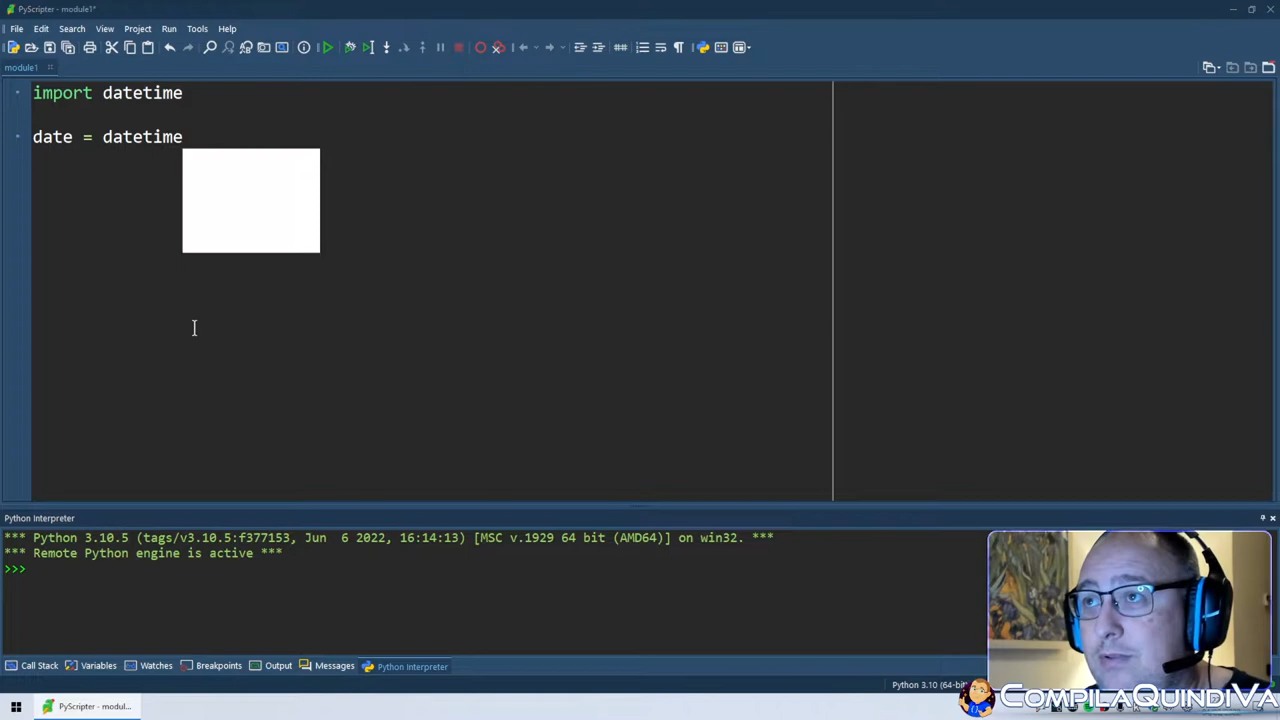 PyScripter - module1*
File Edit Search View Project Run Tools Help
module1
import datetime
date = datetime
Python Interpreter
*** Python 3.10.5 (tags/v3.10.5:f377153, Jun 6 2022, 16:14:13) [MSC v.1929 64 bit (AMD64)] on win32. ***
*** Remote Python engine is active ***
>>>
Call Stack Variables Watches Breakpoints Output Messages Python Interpreter
Python 3.10 (64-bit)
CompilaQuindiVa
PyScripter - modul...